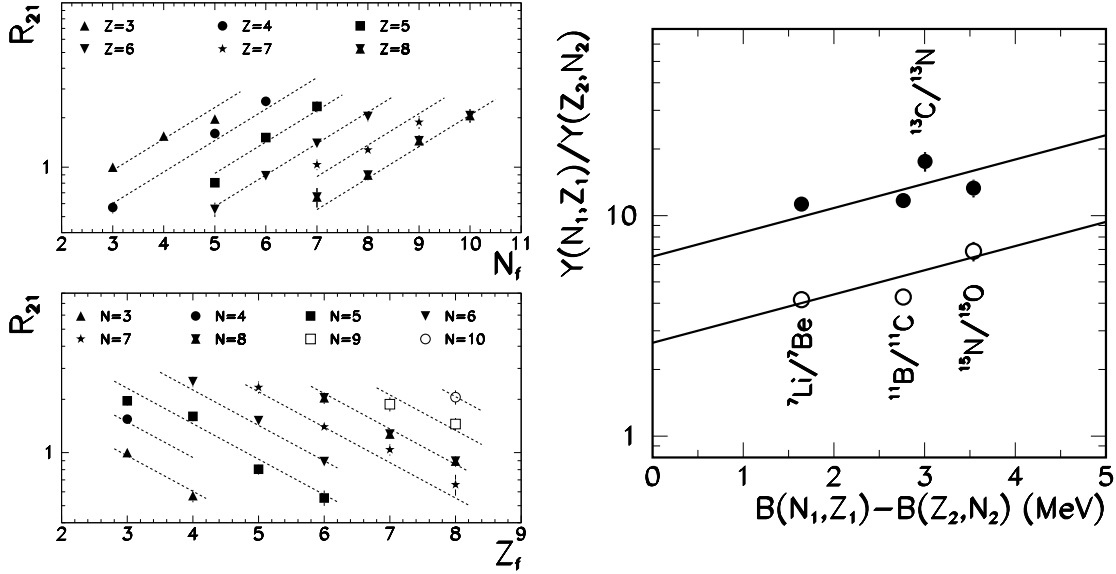 R₂₁
Z=3 Z=4 Z=5
Z=6 Z=7 Z=8
1
2 3 4 5 6 7 8 9 10 11
N_f
R₂₁
N=3 N=4 N=5 N=6
N=7 N=8 N=9 N=10
1
2 3 4 5 6 7 8 9
Z_f
Y(N₁,Z₁)/Y(Z₂,N₂)
10
1
¹³C/¹³N
⁷Li/⁷Be
¹¹B/¹¹C
¹⁵N/¹⁵O
0 1 2 3 4 5
B(N₁,Z₁)−B(Z₂,N₂) (MeV)